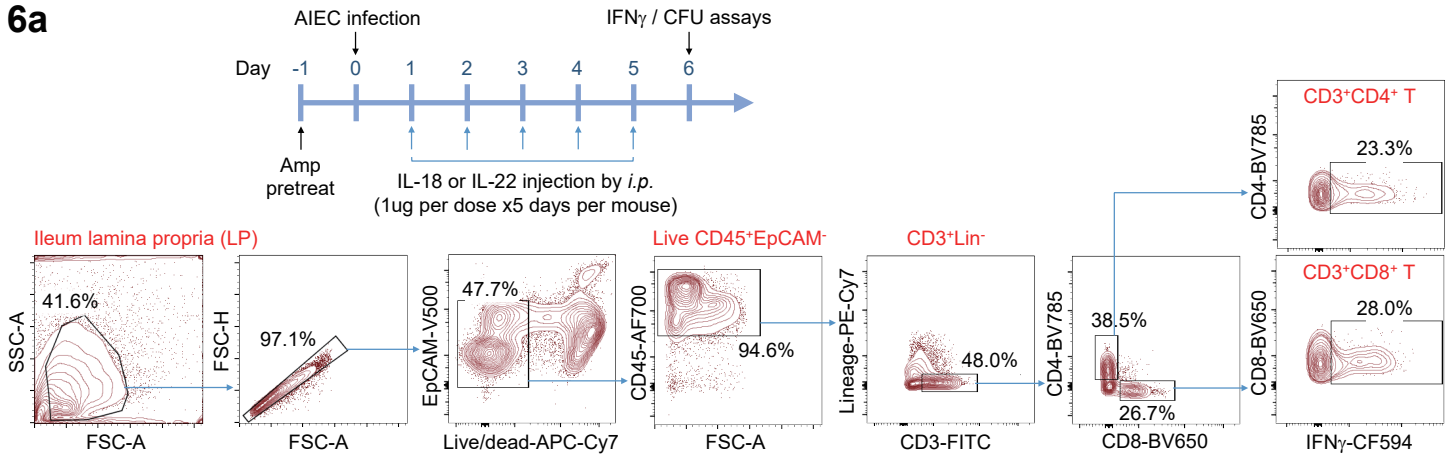 6a
AIEC infection
IFNγ / CFU assays
Day -1 0 1 2 3 4 5 6
Amp
pretreat
IL-18 or IL-22 injection by i.p.
(1ug per dose x5 days per mouse)
Ileum lamina propria (LP)
41.6%
SSC-A
FSC-A
97.1%
FSC-H
FSC-A
47.7%
EpCAM-V500
Live/dead-APC-Cy7
Live CD45⁺EpCAM⁻
94.6%
CD45-AF700
FSC-A
CD3⁺Lin⁻
48.0%
Lineage-PE-Cy7
CD3-FITC
38.5%
26.7%
CD4-BV785
CD8-BV650
CD3⁺CD4⁺ T
23.3%
CD4-BV785
CD3⁺CD8⁺ T
28.0%
CD8-BV650
IFNγ-CF594